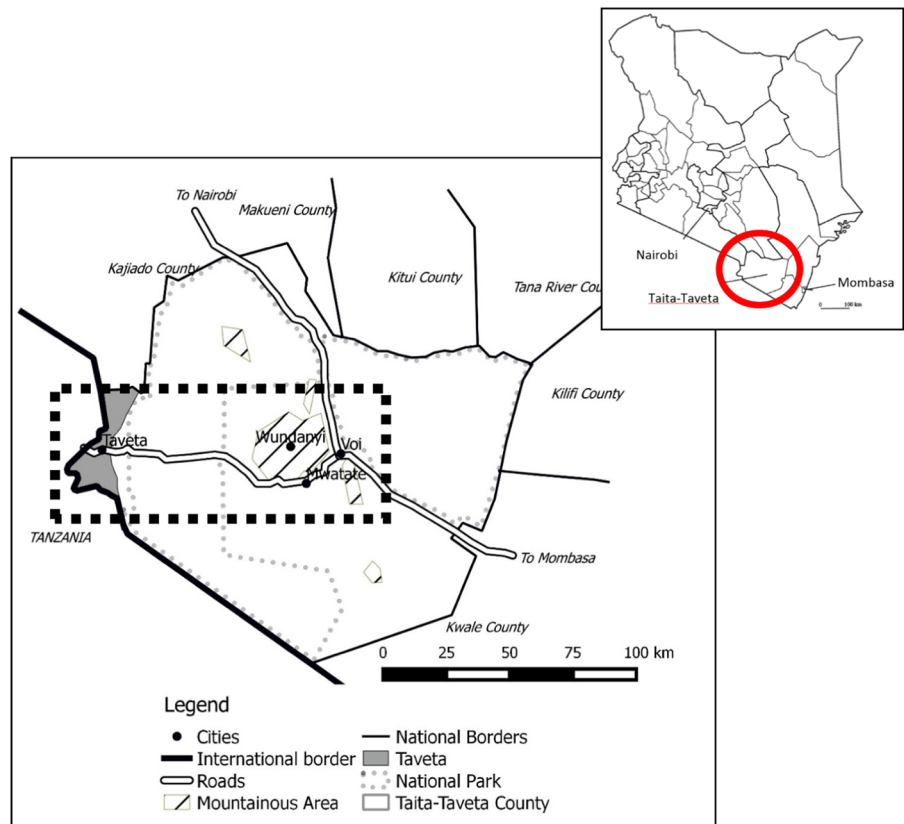 Nairobi
Taita-Taveta
Mombasa
0 100 km
To Nairobi
Makueni County
Kajiado County
Kitui County
Tana River Cou
Kilifi County
Taveta
Wundanyi
Voi
Mwatate
TANZANIA
To Mombasa
Kwale County
0 25 50 75 100 km
Legend
Cities
National Borders
International border
Taveta
Roads
National Park
Mountainous Area
Taita-Taveta County